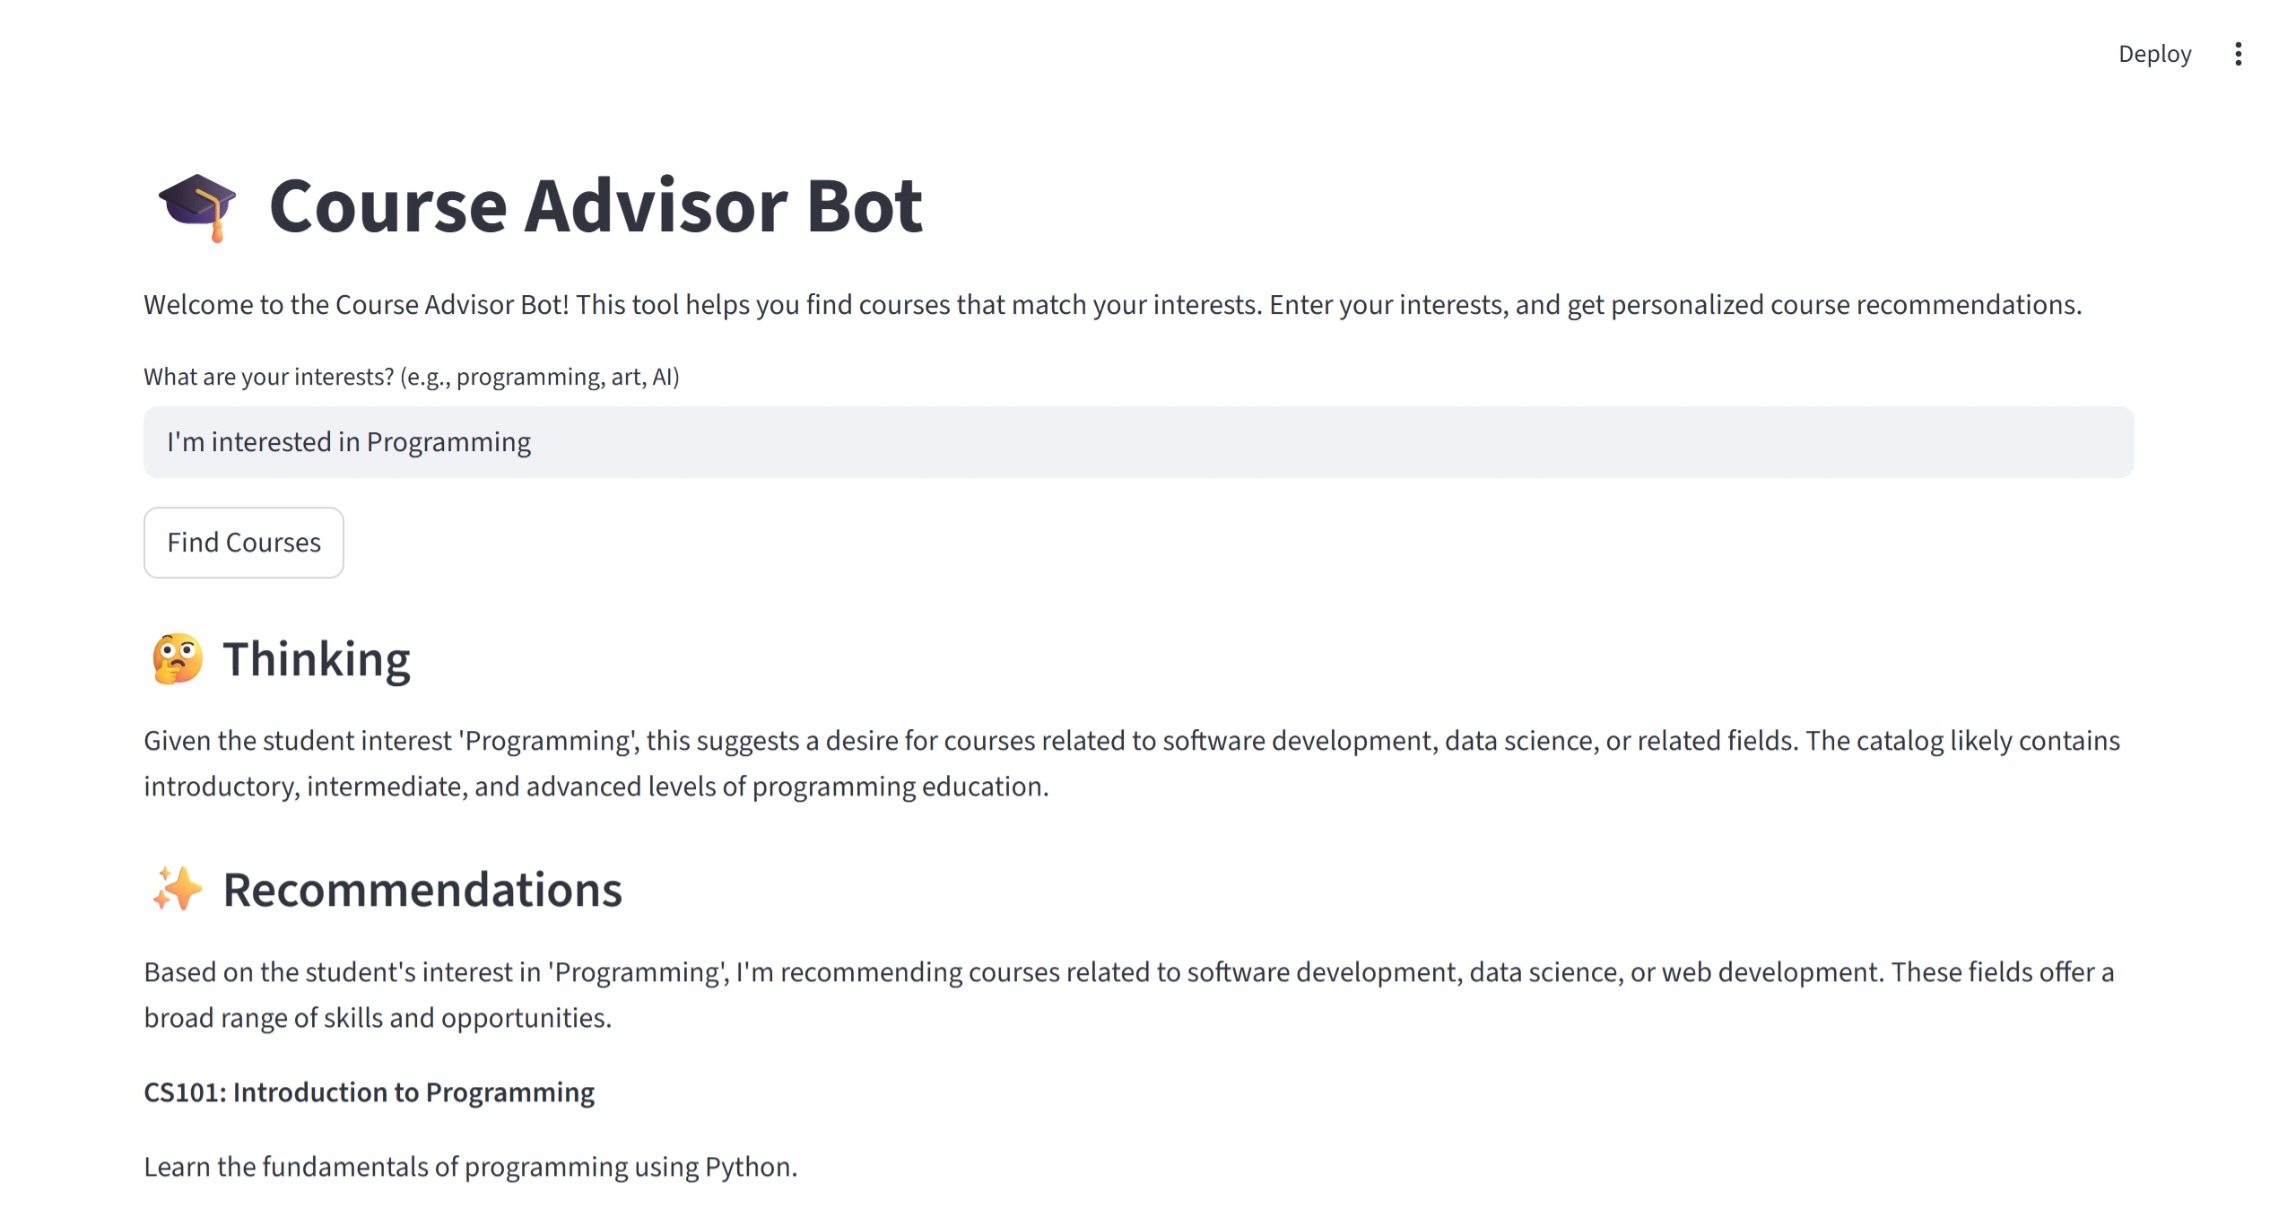 Deploy
Course Advisor Bot
Welcome to the Course Advisor Bot! This tool helps you find courses that match your interests. Enter your interests, and get personalized course recommendations.
What are your interests? (e.g., programming, art, AI)
I'm interested in Programming
Find Courses
Thinking
Given the student interest 'Programming', this suggests a desire for courses related to software development, data science, or related fields. The catalog likely contains
introductory, intermediate, and advanced levels of programming education.
Recommendations
Based on the student's interest in 'Programming', I'm recommending courses related to software development, data science, or web development. These fields offer a
broad range of skills and opportunities.
CS101: Introduction to Programming
Learn the fundamentals of programming using Python.